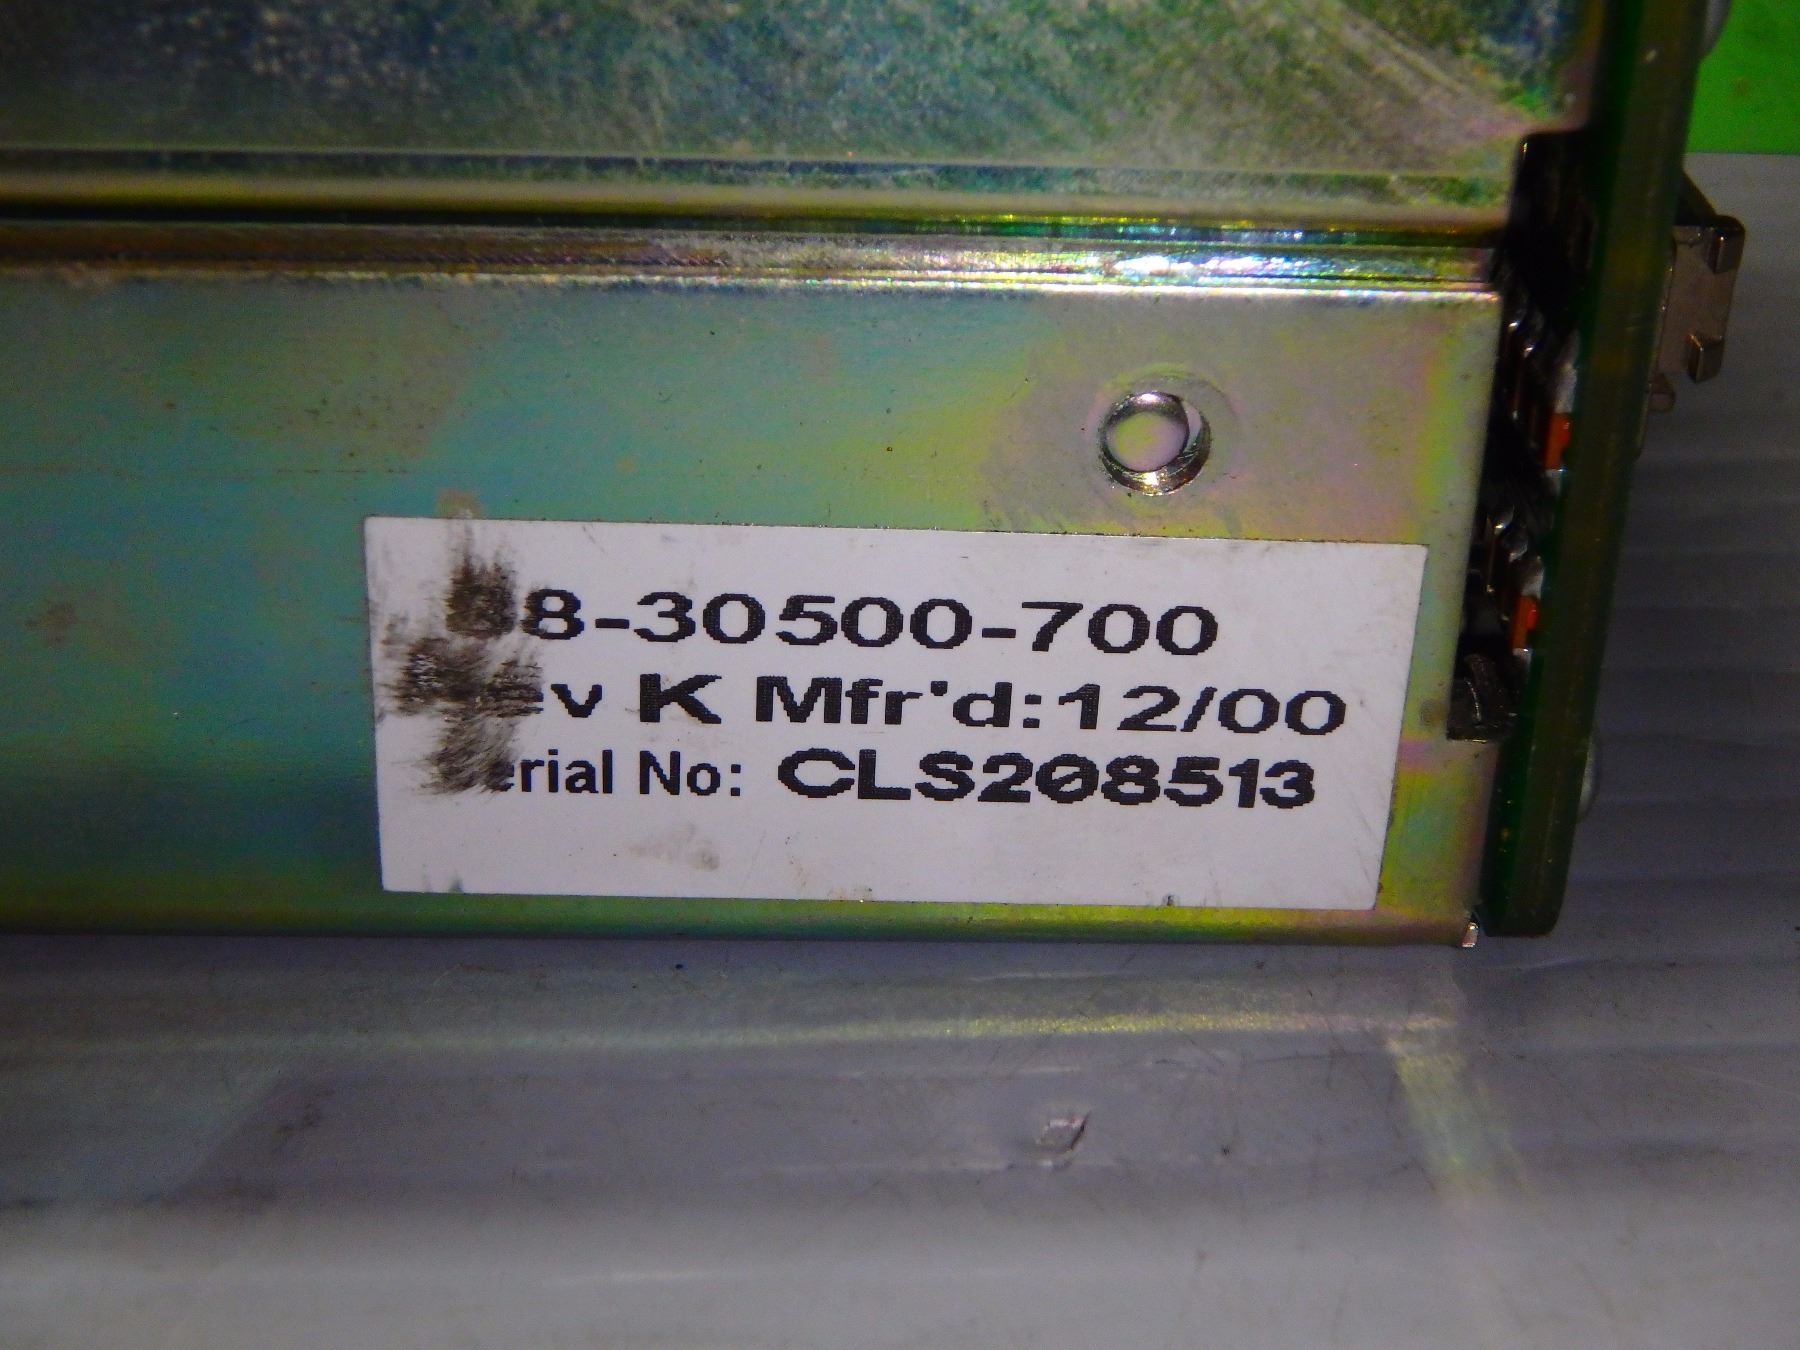 8-30500-700
ev K Mfr'd:12/00
erial No: CLS208513